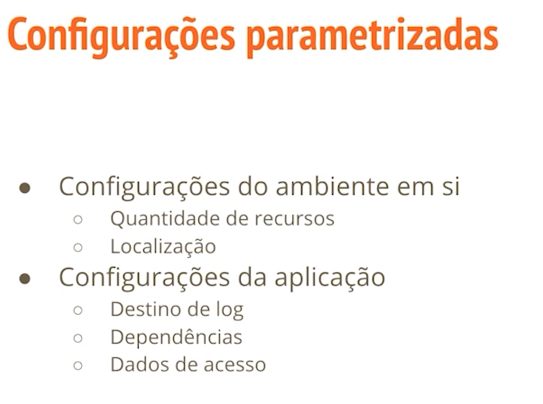 Configurações parametrizadas
● Configurações do ambiente em si
○ Quantidade de recursos
○ Localização
● Configurações da aplicação
○ Destino de log
○ Dependências
○ Dados de acesso